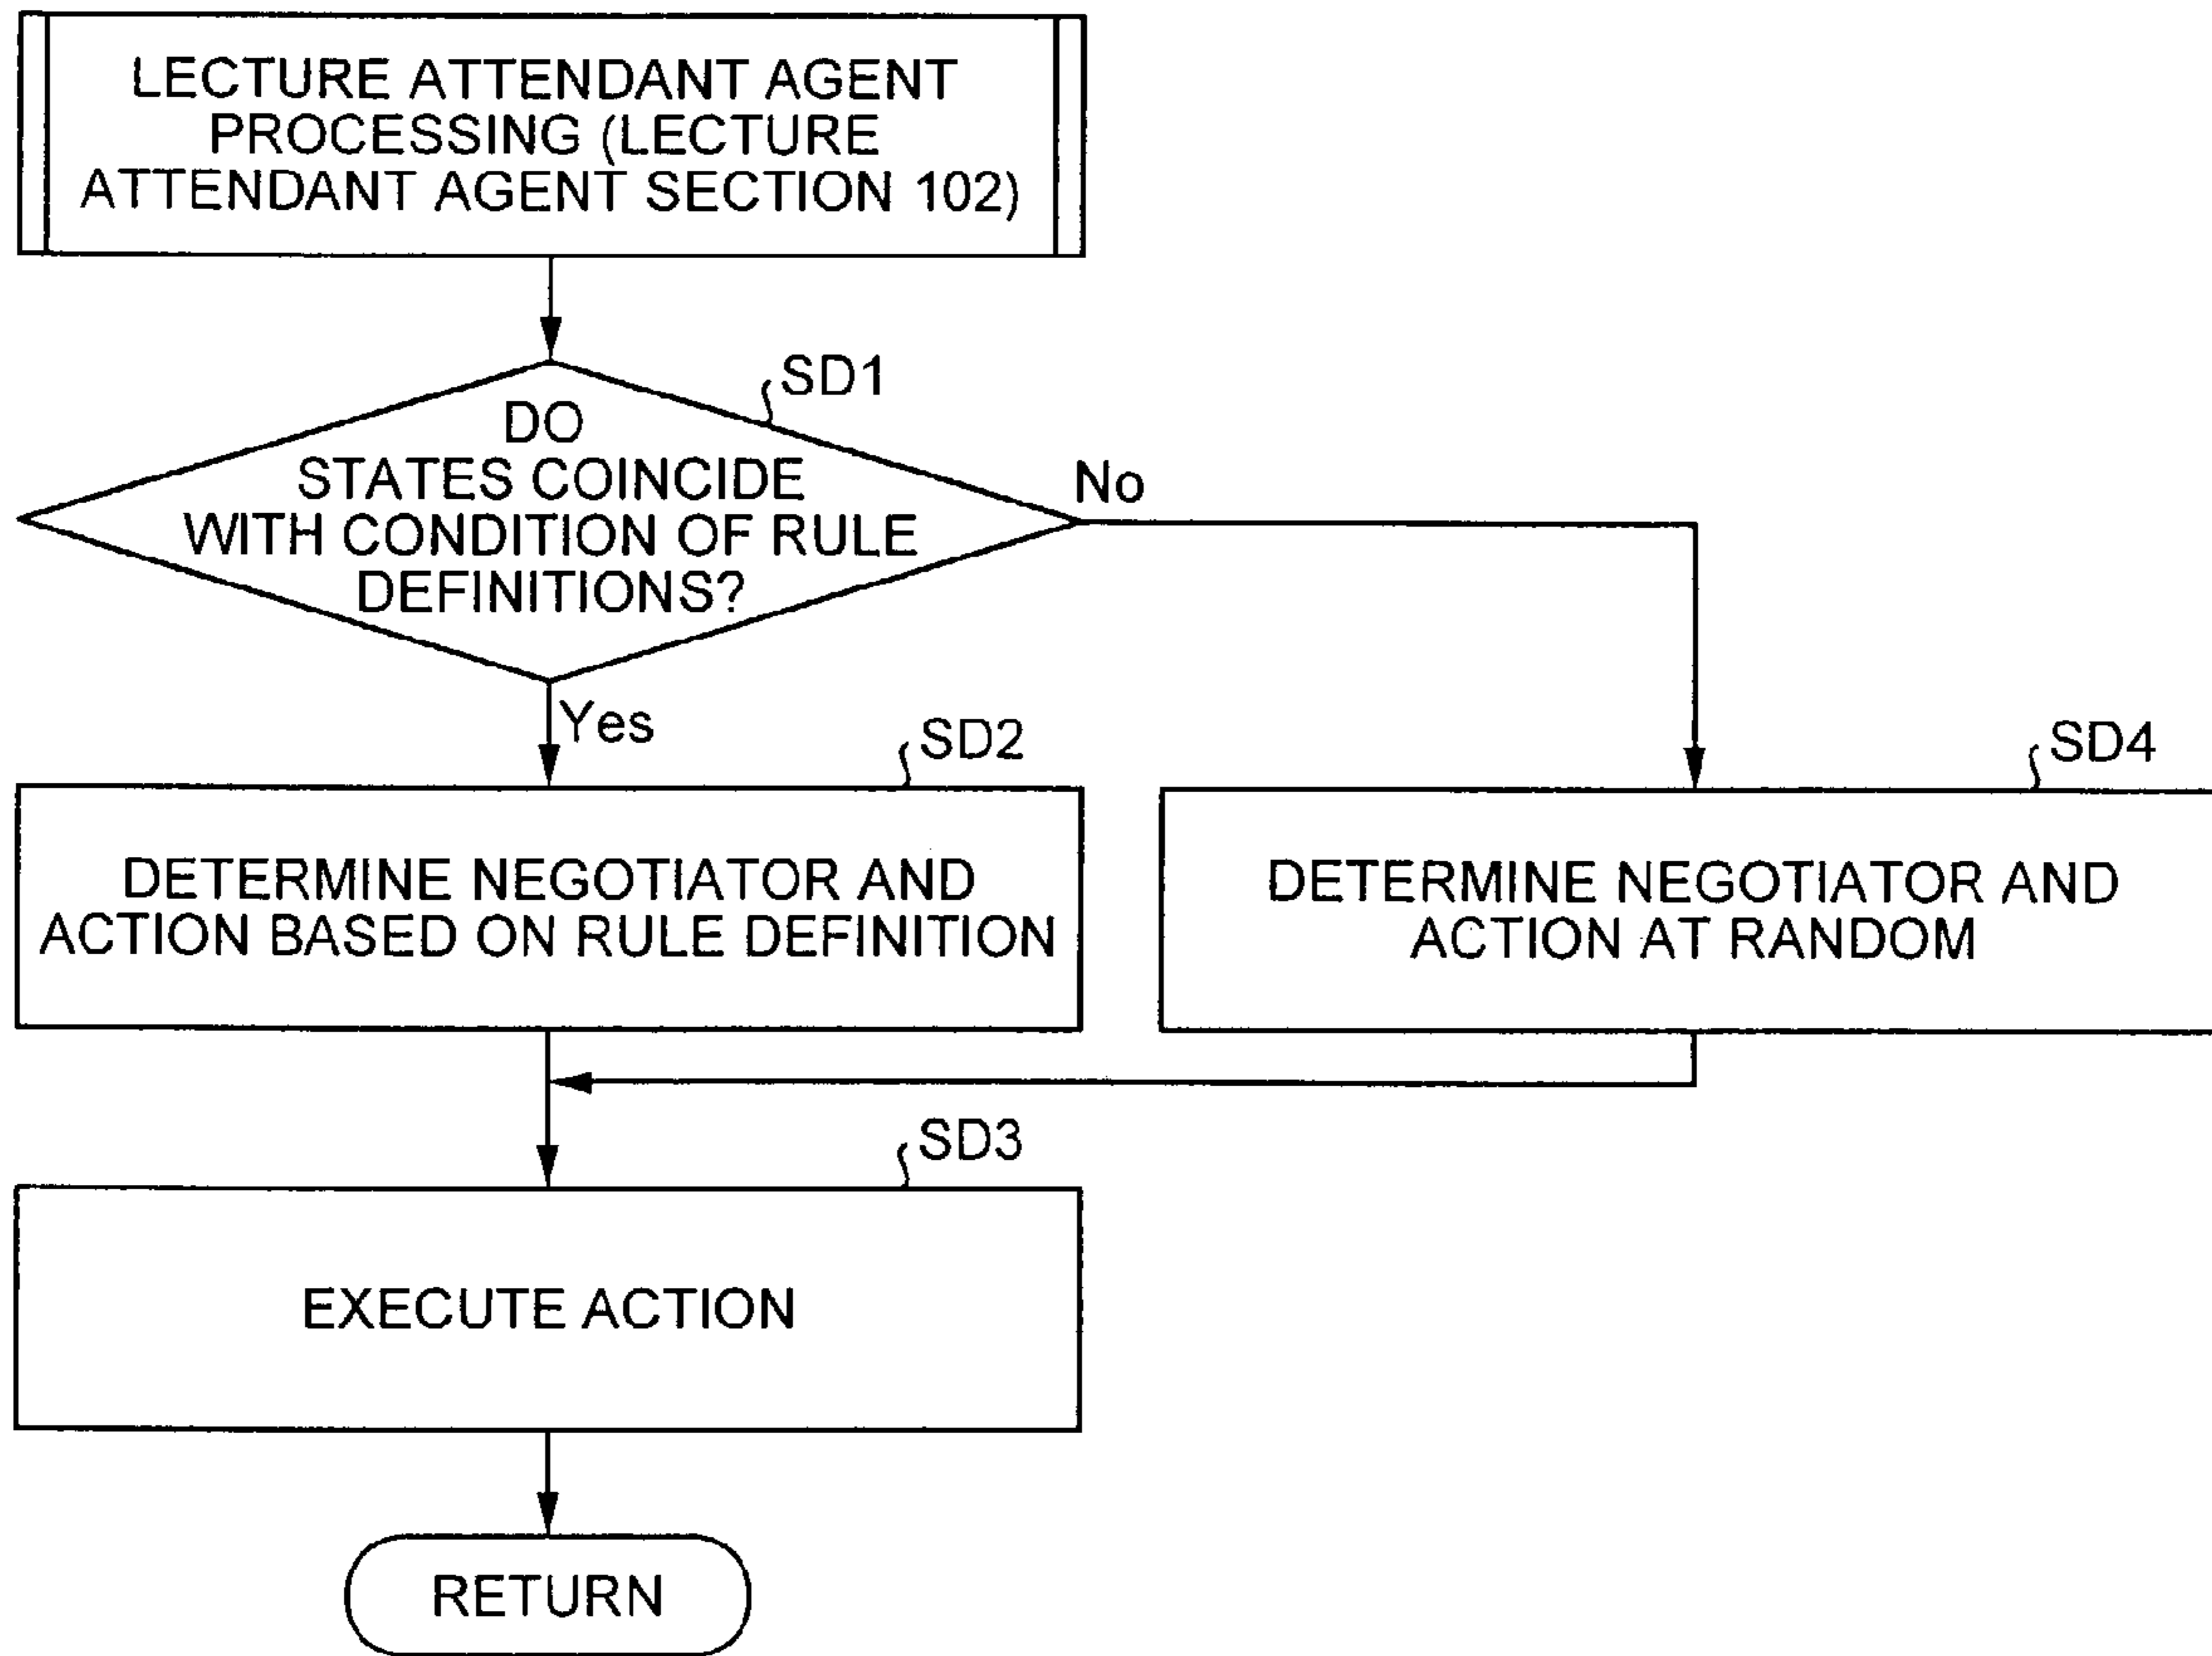 LECTURE ATTENDANT AGENT
PROCESSING (LECTURE
ATTENDANT AGENT SECTION 102)
SD1
DO
STATES COINCIDE
WITH CONDITION OF RULE
DEFINITIONS?
No
Yes
SD2
DETERMINE NEGOTIATOR AND
ACTION BASED ON RULE DEFINITION
SD4
DETERMINE NEGOTIATOR AND
ACTION AT RANDOM
SD3
EXECUTE ACTION
RETURN